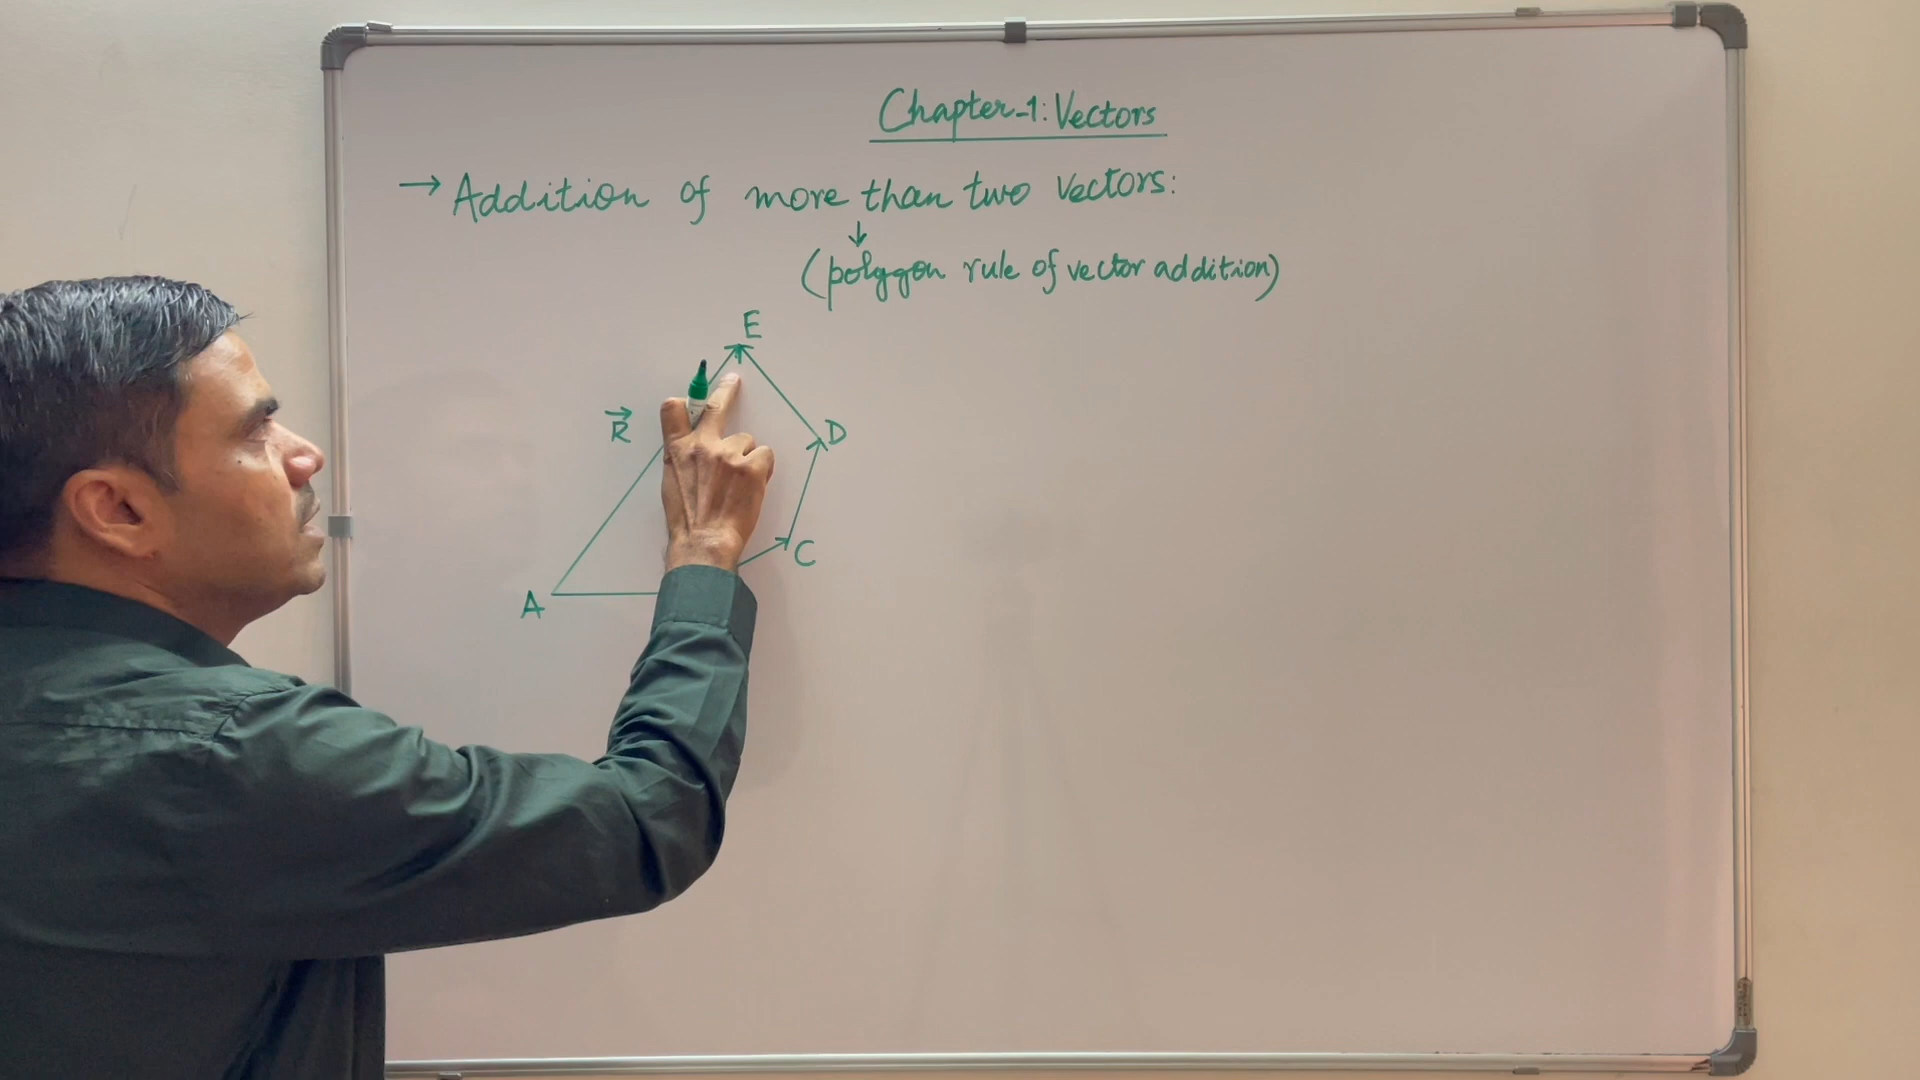 Chapter-1: Vectors
→ Addition of more than two vectors:
↓
(polygon rule of vector addition)
E
R⃗
D
C
A